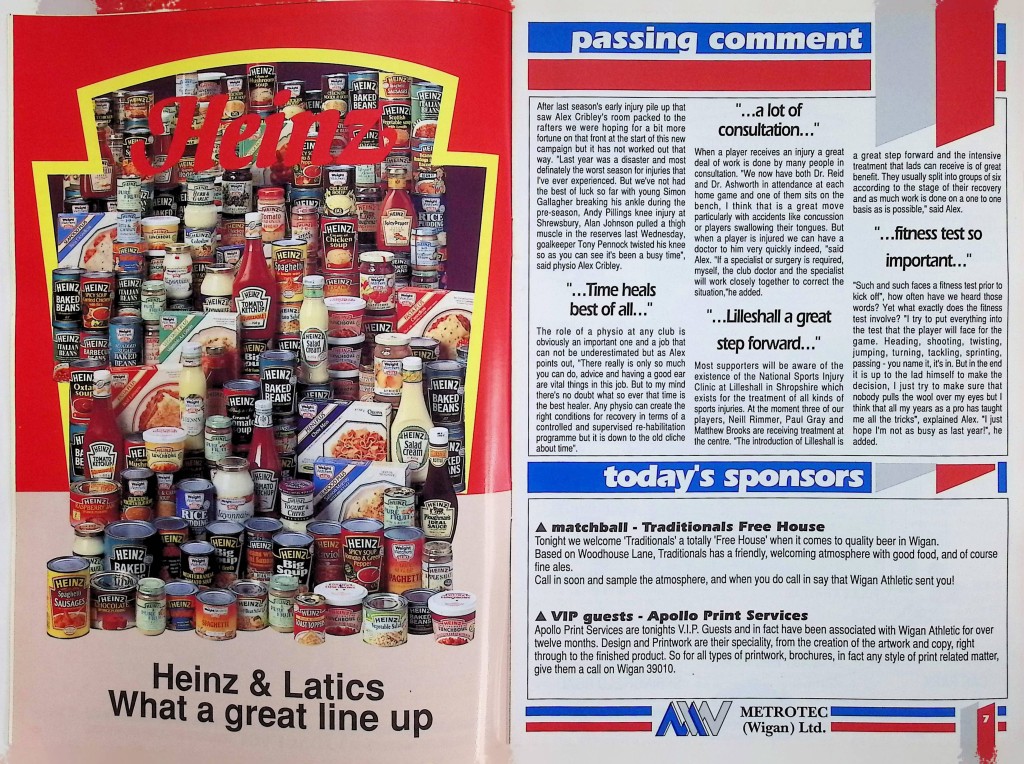 Heinz
HEINZ
BAKED
BEANS
HEINZ
TOMATO
KETCHUP
HEINZ
Salad
Cream
HEINZ
Cream of
Chicken
Soup
HEINZ
Spaghetti
RICE
PUDDING
HEINZ
Big
Soup
HEINZ
Spaghetti
SAUSAGES
HEINZ
TOAST TOPPERS
Heinz & Latics
What a great line up
passing comment
After last season's early injury pile up that
saw Alex Cribley's room packed to the
rafters we were hoping for a bit more
fortune on that front at the start of this new
campaign but it has not worked out that
way. "Last year was a disaster and most
definately the worst season for injuries that
I've ever experienced. But we've not had
the best of luck so far with young Simon
Gallagher breaking his ankle during the
pre-season, Andy Pillings knee injury at
Shrewsbury, Alan Johnson pulled a thigh
muscle in the reserves last Wednesday,
goalkeeper Tony Pennock twisted his knee
so as you can see it's been a busy time",
said physio Alex Cribley.
"...Time heals
best of all..."
The role of a physio at any club is
obviously an important one and a job that
can not be underestimated but as Alex
points out, "There really is only so much
you can do, advice and having a good ear
are vital things in this job. But to my mind
there's no doubt what so ever that time is
the best healer. Any physio can create the
right conditions for recovery in terms of a
controlled and supervised re-habilitation
programme but it is down to the old cliche
about time".
"...a lot of
consultation..."
When a player receives an injury a great
deal of work is done by many people in
consultation. "We now have both Dr. Reid
and Dr. Ashworth in attendance at each
home game and one of them sits on the
bench, I think that is a great move
particularly with accidents like concussion
or players swallowing their tongues. But
when a player is injured we can have a
doctor to him very quickly indeed, "said
Alex. "If a specialist or surgery is required,
myself, the club doctor and the specialist
will work closely together to correct the
situation,"he added.
"...Lilleshall a great
step forward..."
Most supporters will be aware of the
existence of the National Sports Injury
Clinic at Lilleshall in Shropshire which
exists for the treatment of all kinds of
sports injuries. At the moment three of our
players, Neill Rimmer, Paul Gray and
Matthew Brooks are receiving treatment at
the centre. "The introduction of Lilleshall is
a great step forward and the intensive
treatment that lads can receive is of great
benefit. They usually split into groups of six
according to the stage of their recovery
and as much work is done on a one to one
basis as is possible," said Alex.
"...fitness test so
important..."
"Such and such faces a fitness test prior to
kick off", how often have we heard those
words? Yet what exactly does the fitness
test involve? "I try to put everything into
the test that the player will face for the
game. Heading, shooting, twisting,
jumping, turning, tackling, sprinting,
passing - you name it, it's in. But in the end
it is up to the lad himself to make the
decision, I just try to make sure that
nobody pulls the wool over my eyes but I
think that all my years as a pro has taught
me all the tricks", explained Alex. "I just
hope I'm not as busy as last year!", he
added.
today's sponsors
▲ matchball - Traditionals Free House
Tonight we welcome 'Traditionals' a totally 'Free House' when it comes to quality beer in Wigan.
Based on Woodhouse Lane, Traditionals has a friendly, welcoming atmosphere with good food, and of course
fine ales.
Call in soon and sample the atmosphere, and when you do call in say that Wigan Athletic sent you!
▲ VIP guests - Apollo Print Services
Apollo Print Services are tonights V.I.P. Guests and in fact have been associated with Wigan Athletic for over
twelve months. Design and Printwork are their speciality, from the creation of the artwork and copy, right
through to the finished product. So for all types of printwork, brochures, in fact any style of print related matter,
give them a call on Wigan 39010.
METROTEC
(Wigan) Ltd.
7